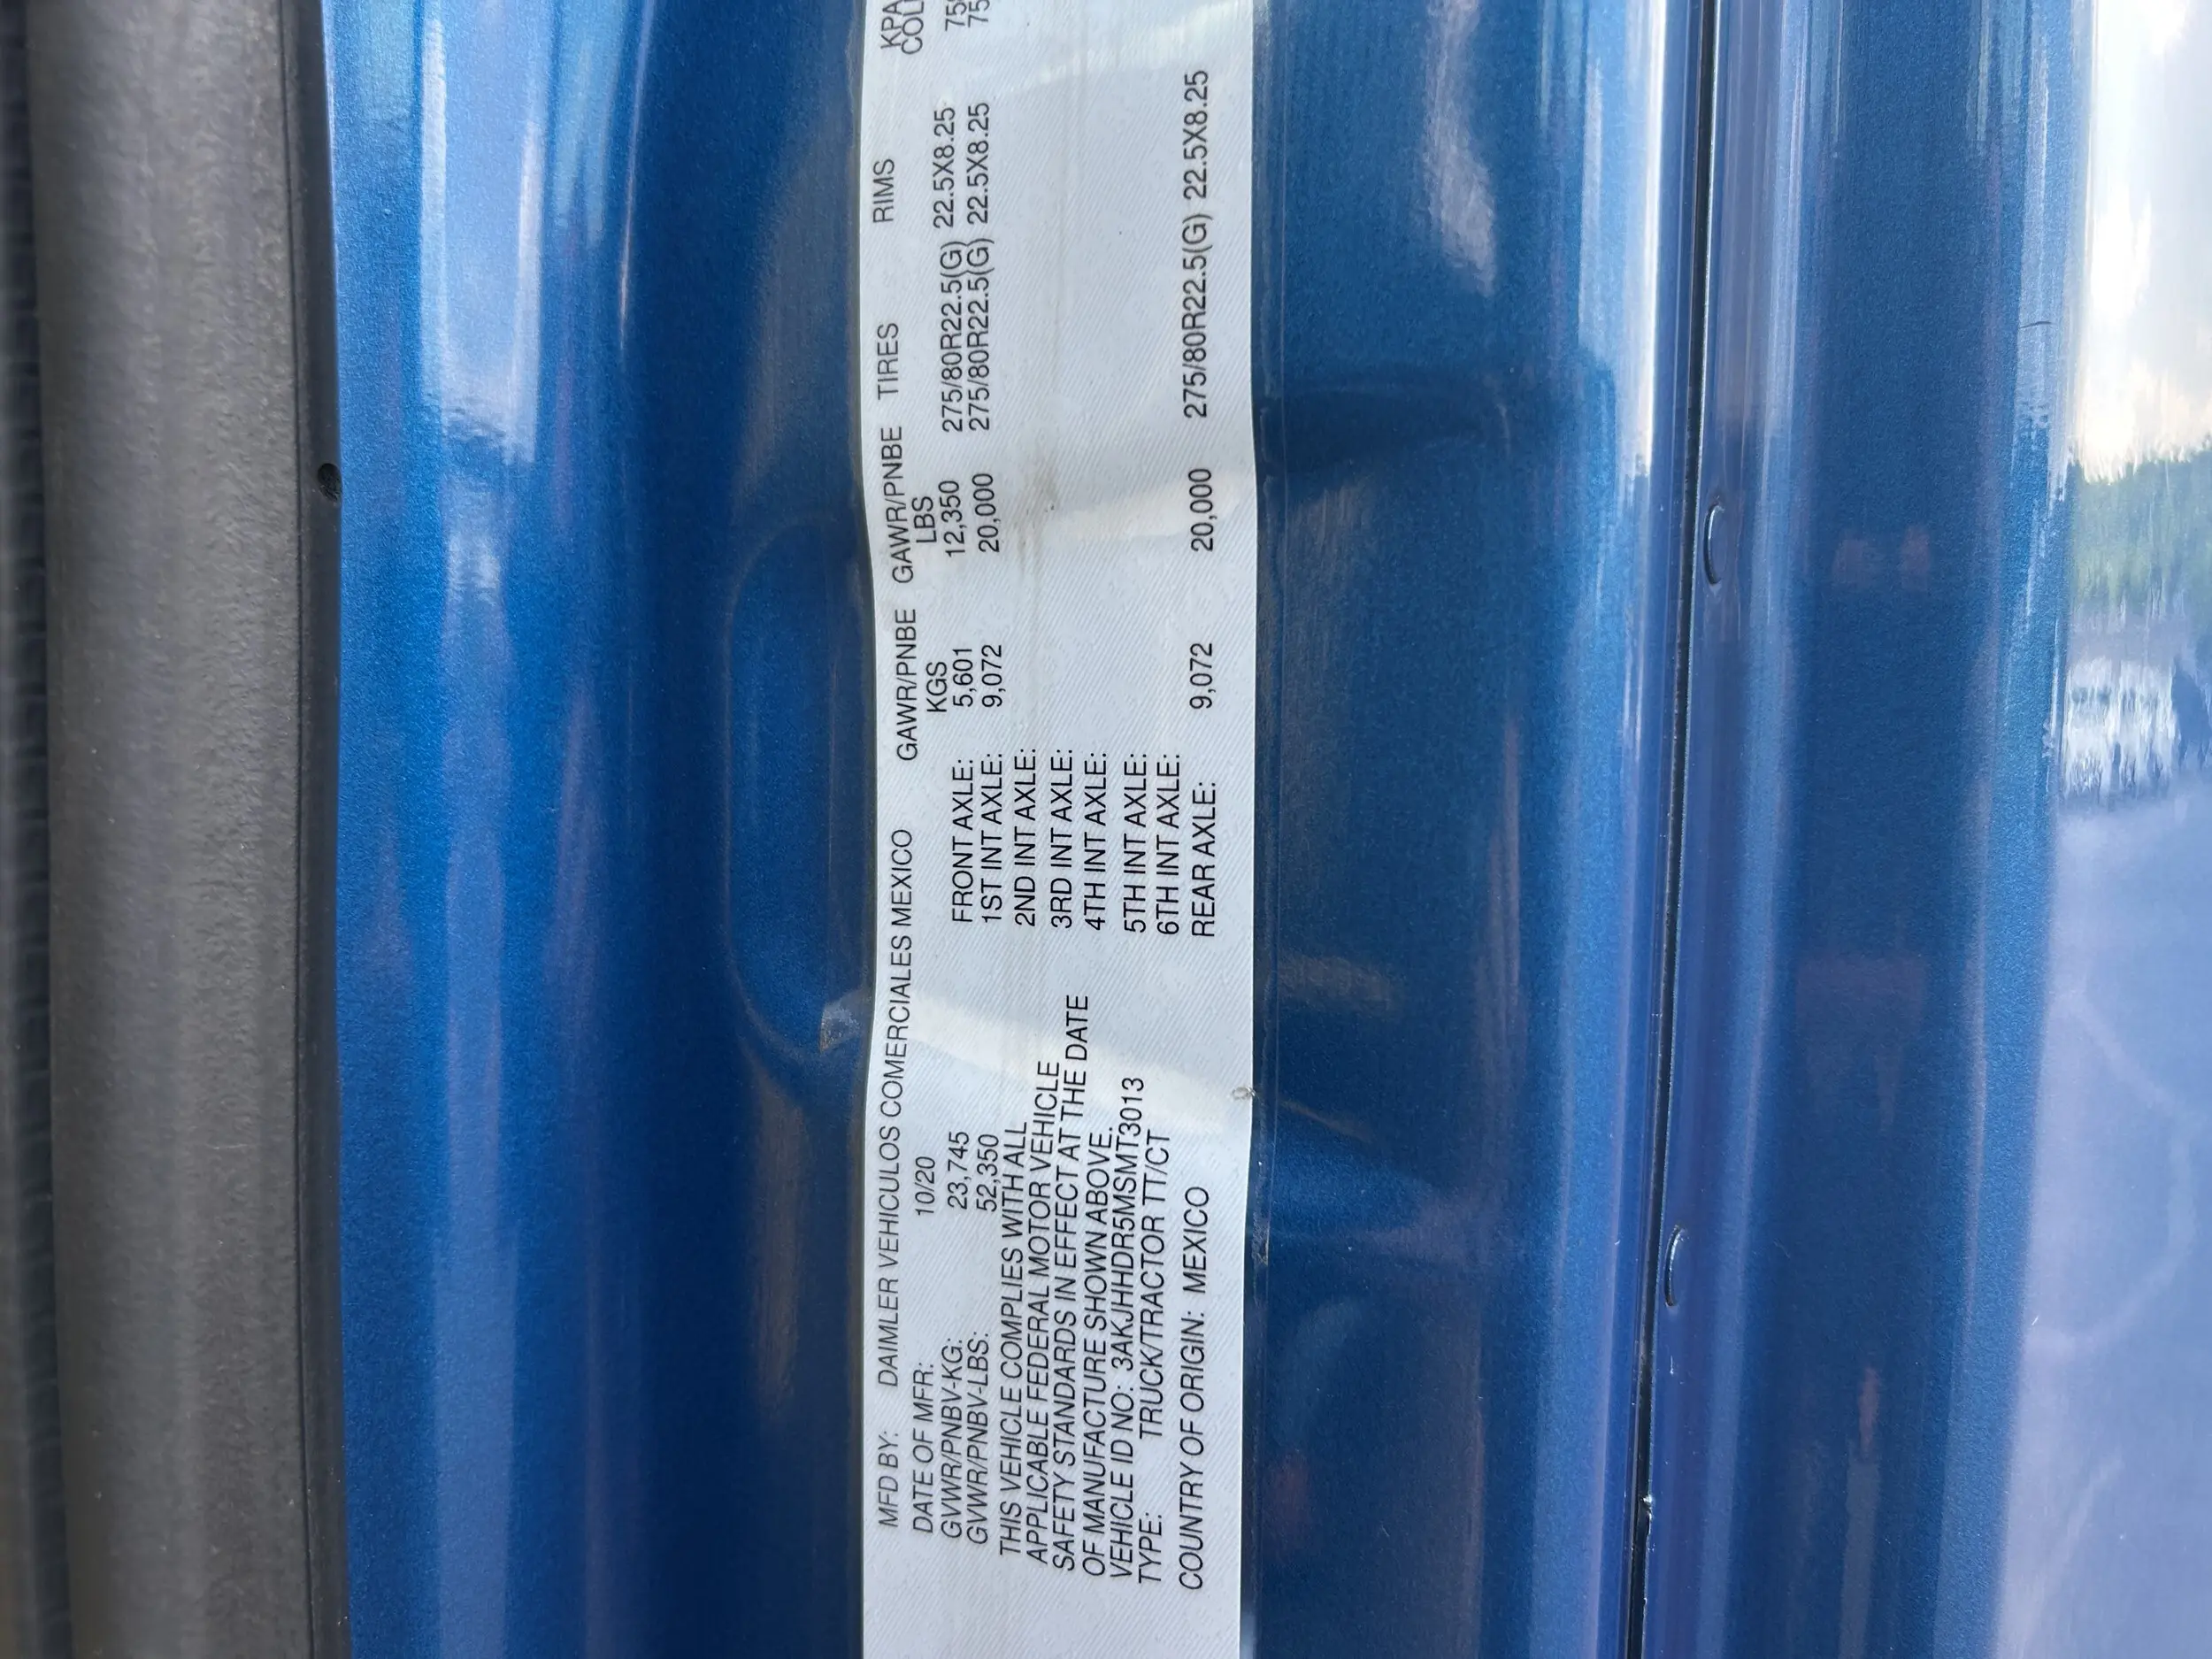 MFD BY: DAIMLER VEHICULOS COMERCIALES MEXICO
DATE OF MFR: 10/20
GVWR/PNBV-KG: 23,745
GVWR/PNBV-LBS: 52,350
THIS VEHICLE COMPLIES WITH ALL
APPLICABLE FEDERAL MOTOR VEHICLE
SAFETY STANDARDS IN EFFECT AT THE DATE
OF MANUFACTURE SHOWN ABOVE.
VEHICLE ID NO: 3AKJHHDR5MSMT3013
TYPE: TRUCK/TRACTOR TT/CT
COUNTRY OF ORIGIN: MEXICO
GAWR/PNBE GAWR/PNBE TIRES RIMS KPA
KGS LBS
FRONT AXLE: 5,601 12,350 275/80R22.5(G) 22.5X8.25
1ST INT AXLE: 9,072 20,000 275/80R22.5(G) 22.5X8.25
2ND INT AXLE:
3RD INT AXLE:
4TH INT AXLE:
5TH INT AXLE:
6TH INT AXLE:
REAR AXLE: 9,072 20,000 275/80R22.5(G) 22.5X8.25